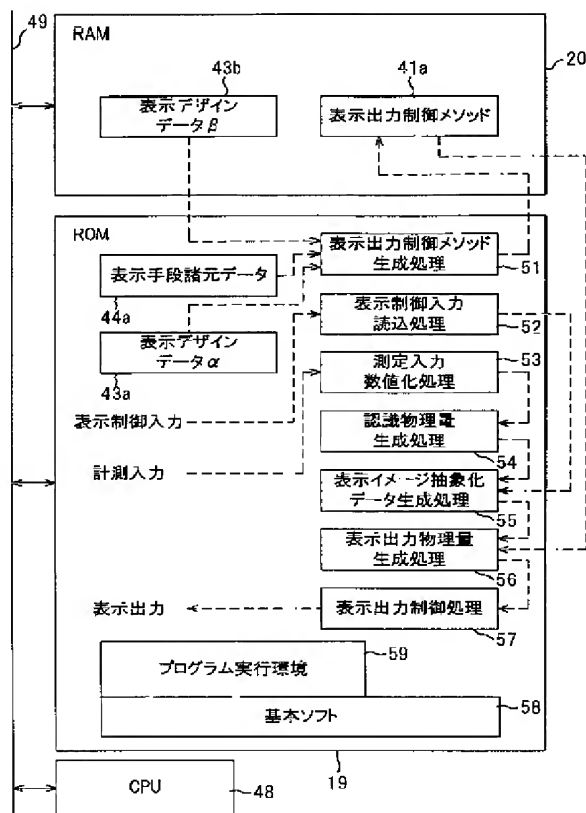 49
RAM
20
43b
41a
表示デザイン
データβ
表示出力制御メソッド
ROM
表示出力制御メソッド
生成処理
51
表示手段諸元データ
44a
表示制御入力
読込処理
52
表示デザイン
データα
43a
53
測定入力
数値化処理
表示制御入力
認識物理量
生成処理
54
計測入力
表示イメージ抽象化
データ生成処理
55
表示出力物理量
生成処理
56
表示出力
表示出力制御処理
57
59
プログラム実行環境
基本ソフト
58
19
CPU
48